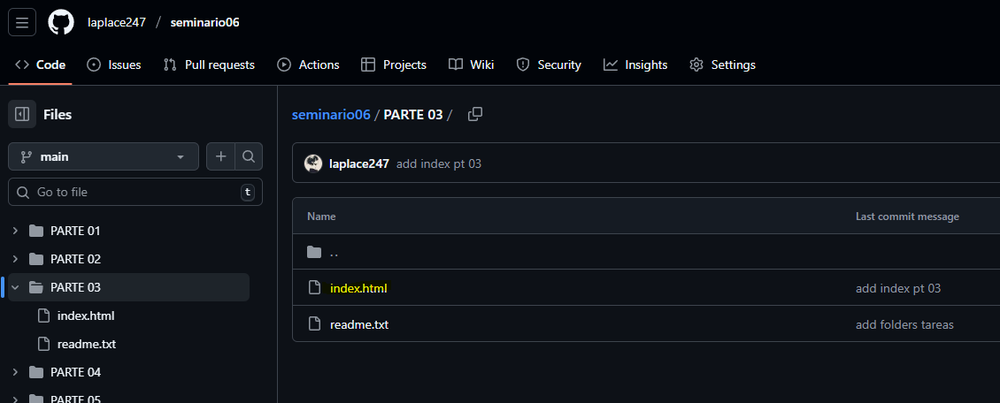 laplace247 / seminario06
Code Issues Pull requests Actions Projects Wiki Security Insights Settings
Files
main
Go to file t
PARTE 01
PARTE 02
PARTE 03
index.html
readme.txt
PARTE 04
PARTE 05
seminario06 / PARTE 03 /
laplace247 add index pt 03
Name Last commit message
..
index.html add index pt 03
readme.txt add folders tareas